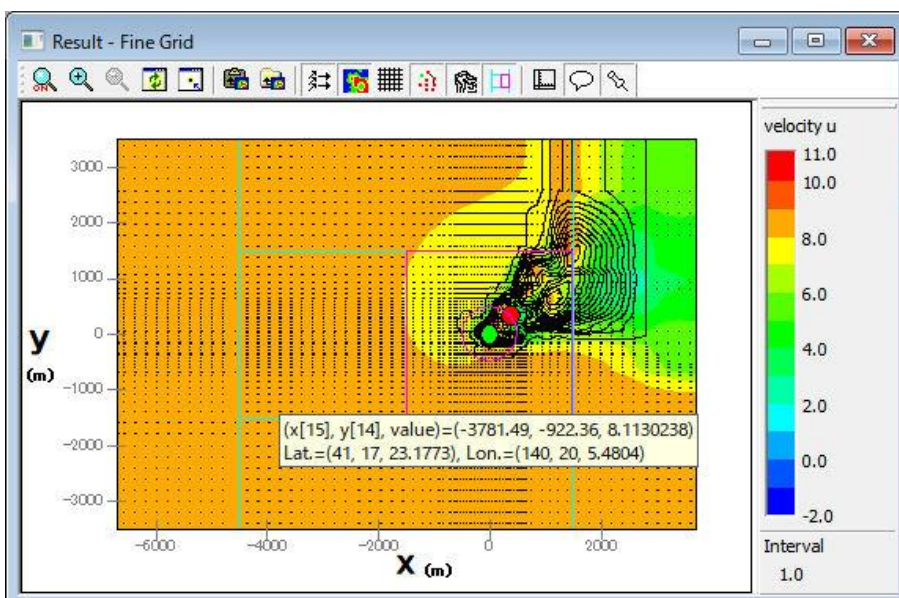 Result - Fine Grid
ON
velocity u
11.0
10.0
8.0
6.0
4.0
2.0
0.0
-2.0
Interval
1.0
3000
2000
1000
0
-1000
-2000
-3000
y
(m)
(x[15], y[14], value)=(-3781.49, -922.36, 8.1130238)
Lat.=(41, 17, 23.1773), Lon.=(140, 20, 5.4804)
-6000 -4000 -2000 0 2000
X (m)